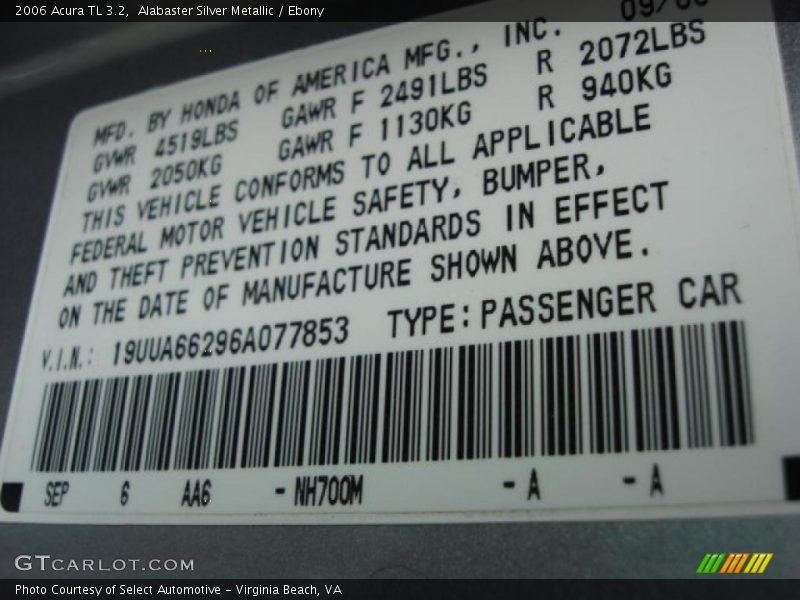 2006 Acura TL 3.2, Alabaster Silver Metallic / Ebony
MFD. BY HONDA OF AMERICA MFG., INC.
GVWR 4519LBS GAWR F 2491LBS R 2072LBS
GVWR 2050KG GAWR F 1130KG R 940KG
THIS VEHICLE CONFORMS TO ALL APPLICABLE
FEDERAL MOTOR VEHICLE SAFETY, BUMPER,
AND THEFT PREVENTION STANDARDS IN EFFECT
ON THE DATE OF MANUFACTURE SHOWN ABOVE.
V.I.N.: 19UUA66296A077853 TYPE: PASSENGER CAR
SEP 6 AA6 -NH700M -A -A
GTCARLOT.COM
Photo Courtesy of Select Automotive - Virginia Beach, VA